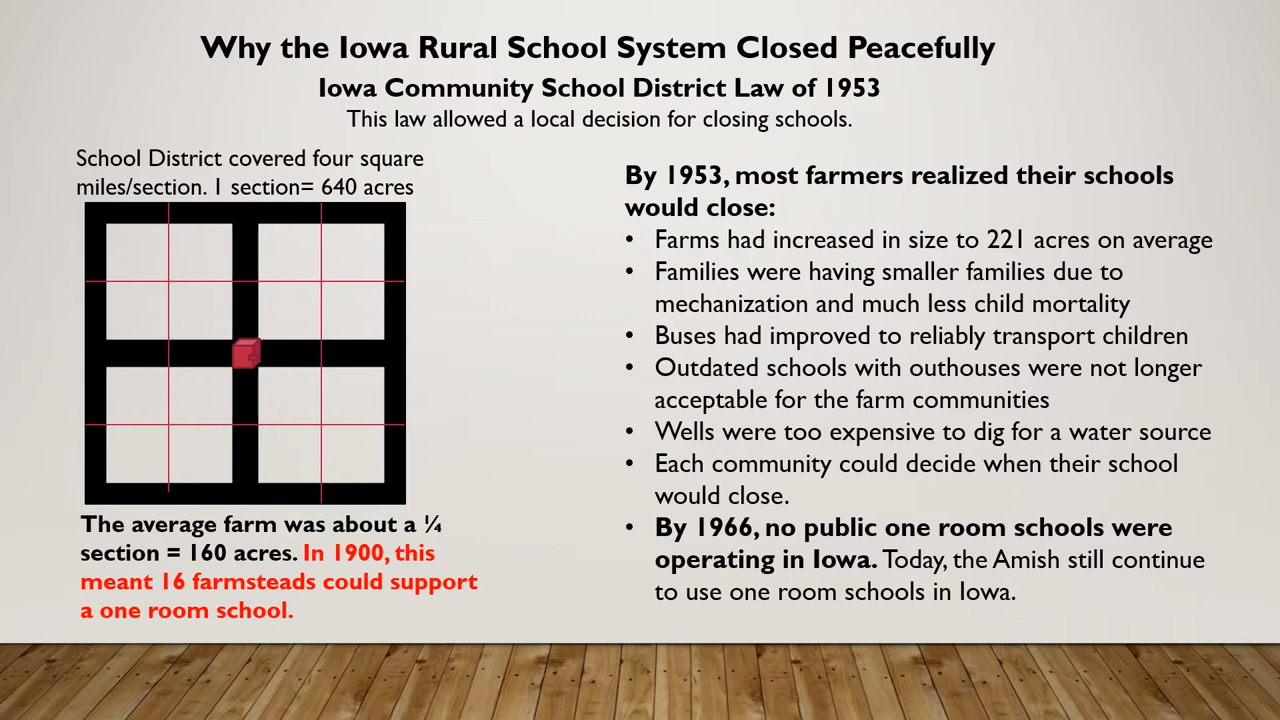 Why the Iowa Rural School System Closed Peacefully
Iowa Community School District Law of 1953
This law allowed a local decision for closing schools.
School District covered four square
miles/section. 1 section= 640 acres
The average farm was about a ¼
section = 160 acres. In 1900, this
meant 16 farmsteads could support
a one room school.
By 1953, most farmers realized their schools
would close:
• Farms had increased in size to 221 acres on average
• Families were having smaller families due to
mechanization and much less child mortality
• Buses had improved to reliably transport children
• Outdated schools with outhouses were not longer
acceptable for the farm communities
• Wells were too expensive to dig for a water source
• Each community could decide when their school
would close.
• By 1966, no public one room schools were
operating in Iowa. Today, the Amish still continue
to use one room schools in Iowa.